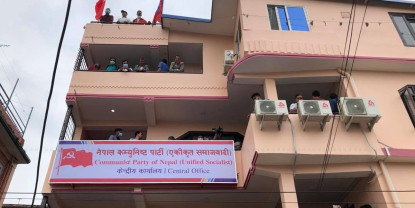 नेपाल कम्युनिष्ट पार्टी (एकीकृत समाजवादी)
Communist Party of Nepal (Unified Socialist)
केन्द्रीय कार्यालय | Central Office